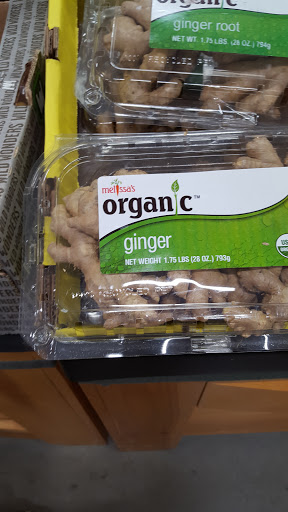 organic
ginger root
NET WT. 1.75 LBS. (28 OZ.) 794g
melissa's
organic™
ginger
NET WEIGHT 1.75 LBS (28 OZ.) 793g